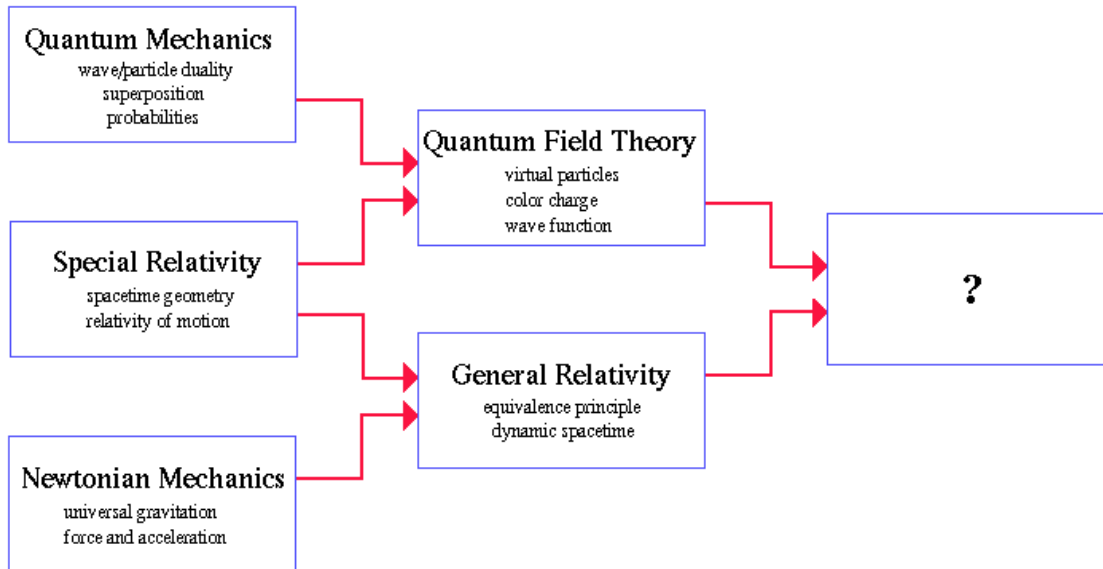 Quantum Mechanics
wave/particle duality
superposition
probabilities
Quantum Field Theory
virtual particles
color charge
wave function
Special Relativity
spacetime geometry
relativity of motion
?
General Relativity
equivalence principle
dynamic spacetime
Newtonian Mechanics
universal gravitation
force and acceleration